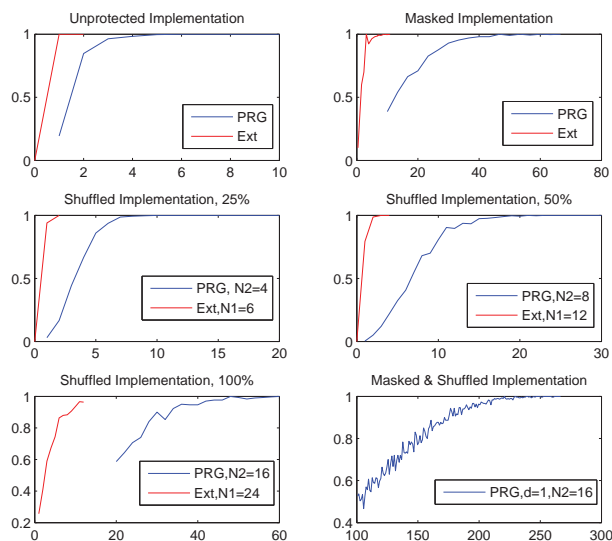 Unprotected Implementation
1
0.5
0
0 2 4 6 8 10
PRG
Ext
Masked Implementation
1
0.5
0
0 20 40 60 80
PRG
Ext
Shuffled Implementation, 25%
1
0.5
0
0 5 10 15 20
PRG, N2=4
Ext,N1=6
Shuffled Implementation, 50%
1
0.5
0
0 10 20 30
PRG,N2=8
Ext,N1=12
Shuffled Implementation, 100%
1
0.8
0.6
0.4
0.2
0 20 40 60
PRG,N2=16
Ext,N1=24
Masked & Shuffled Implementation
1
0.8
0.6
0.4
100 150 200 250 300
PRG,d=1,N2=16